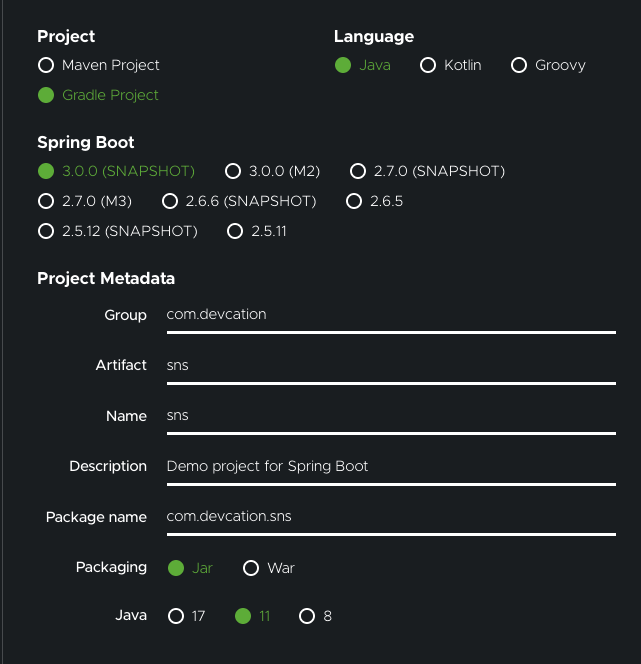 Project Language
Maven Project Java Kotlin Groovy
Gradle Project
Spring Boot
3.0.0 (SNAPSHOT) 3.0.0 (M2) 2.7.0 (SNAPSHOT)
2.7.0 (M3) 2.6.6 (SNAPSHOT) 2.6.5
2.5.12 (SNAPSHOT) 2.5.11
Project Metadata
Group com.devcation
Artifact sns
Name sns
Description Demo project for Spring Boot
Package name com.devcation.sns
Packaging Jar War
Java 17 11 8